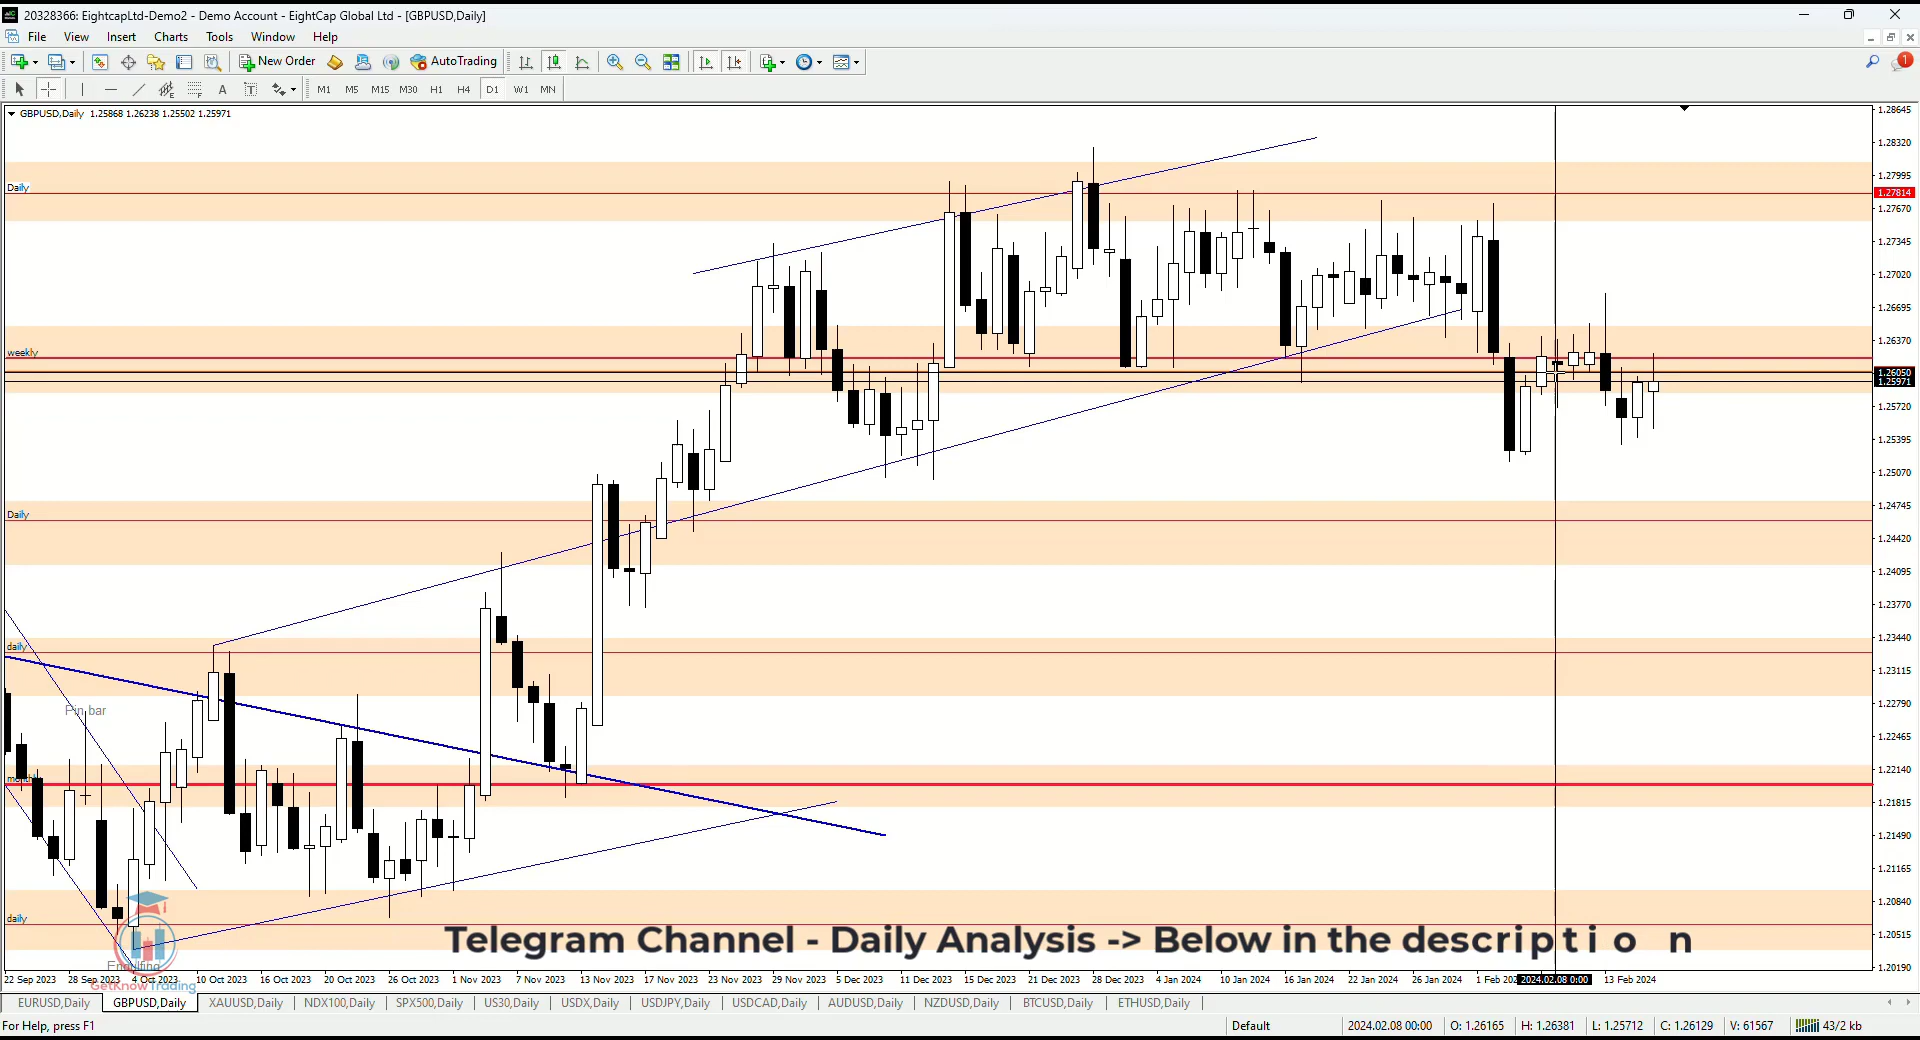 20328366: EightcapLtd-Demo2 - Demo Account - EightCap Global Ltd - [GBPUSD,Daily]
File View Insert Charts Tools Window Help
New Order AutoTrading 1
A T M1 M5 M15 M30 H1 H4 D1 W1 MN
GBPUSD,Daily 1.25868 1.26238 1.25502 1.25971
1.28645
1.28320
1.27995
Daily
1.27814
1.27670
1.27345
1.27020
1.26695
1.26370
weekly
1.26050
1.25971
1.25720
1.25395
1.25070
1.24745
Daily
1.24420
1.24095
1.23770
1.23440
daily
1.23115
1.22790
Pin bar
1.22465
1.22140
monthly
1.21815
1.21490
1.21165
1.20840
daily
1.20515
Telegram Channel - Daily Analysis -> Below in the description
Engulfing
1.20190
22 Sep 2023 28 Sep 2023 4 Oct 2023 10 Oct 2023 16 Oct 2023 20 Oct 2023 26 Oct 2023 1 Nov 2023 7 Nov 2023 13 Nov 2023 17 Nov 2023 23 Nov 2023 29 Nov 2023 5 Dec 2023 11 Dec 2023 15 Dec 2023 21 Dec 2023 28 Dec 2023 4 Jan 2024 10 Jan 2024 16 Jan 2024 22 Jan 2024 26 Jan 2024 1 Feb 202 2024.02.08 0:00 13 Feb 2024
GetKnowTrading
EURUSD,Daily GBPUSD,Daily XAUUSD,Daily NDX100,Daily SPX500,Daily US30,Daily USDX,Daily USDJPY,Daily USDCAD,Daily AUDUSD,Daily NZDUSD,Daily BTCUSD,Daily ETHUSD,Daily
For Help, press F1 Default 2024.02.08 00:00 O: 1.26165 H: 1.26381 L: 1.25712 C: 1.26129 V: 61567 43/2 kb